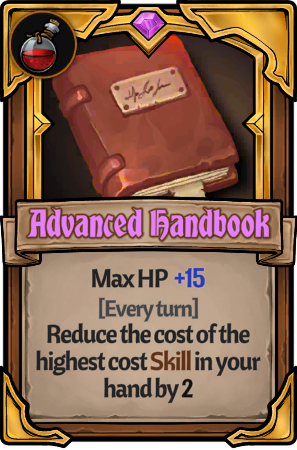 Advanced Handbook
Max HP +15
[Every turn]
Reduce the cost of the
highest cost Skill in your
hand by 2